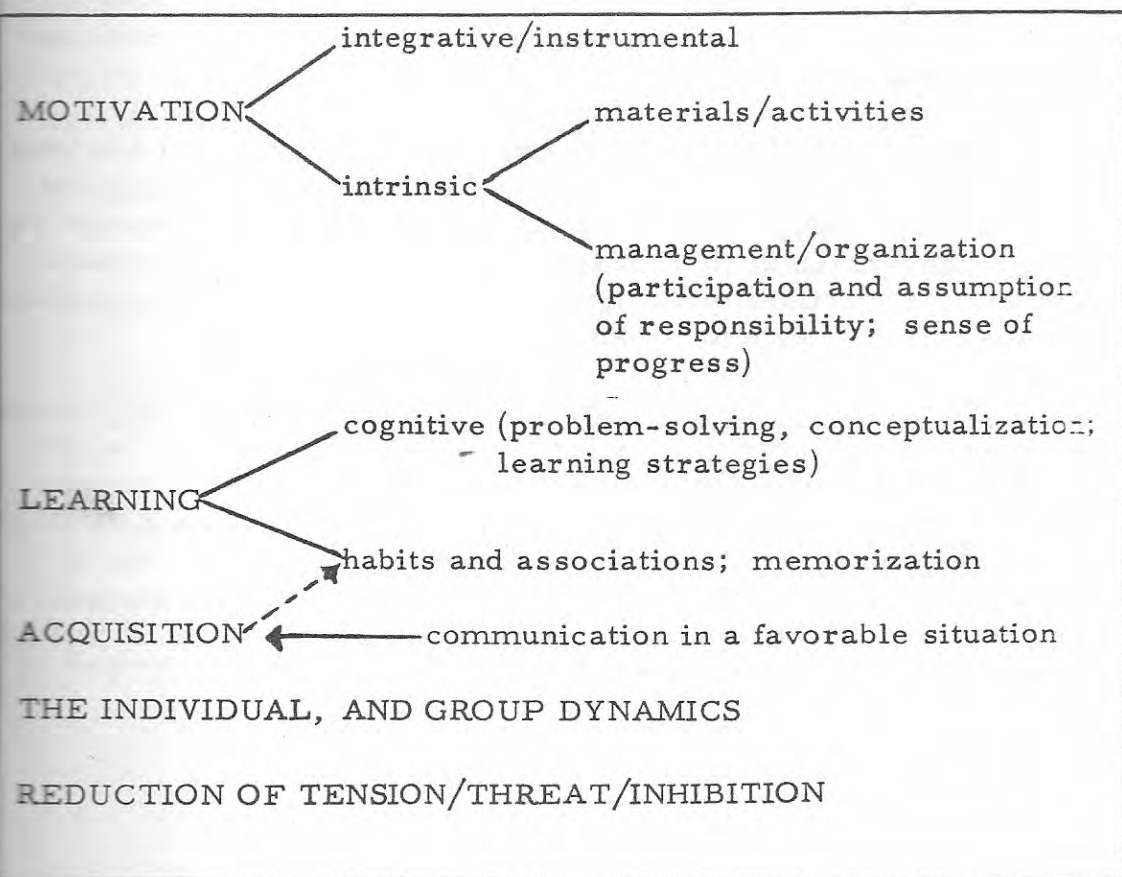 integrative/instrumental
MOTIVATION
materials/activities
intrinsic
management/organization
(participation and assumption
of responsibility; sense of
progress)
cognitive (problem-solving, conceptualization;
learning strategies)
LEARNING
habits and associations; memorization
ACQUISITION
communication in a favorable situation
THE INDIVIDUAL, AND GROUP DYNAMICS
REDUCTION OF TENSION/THREAT/INHIBITION